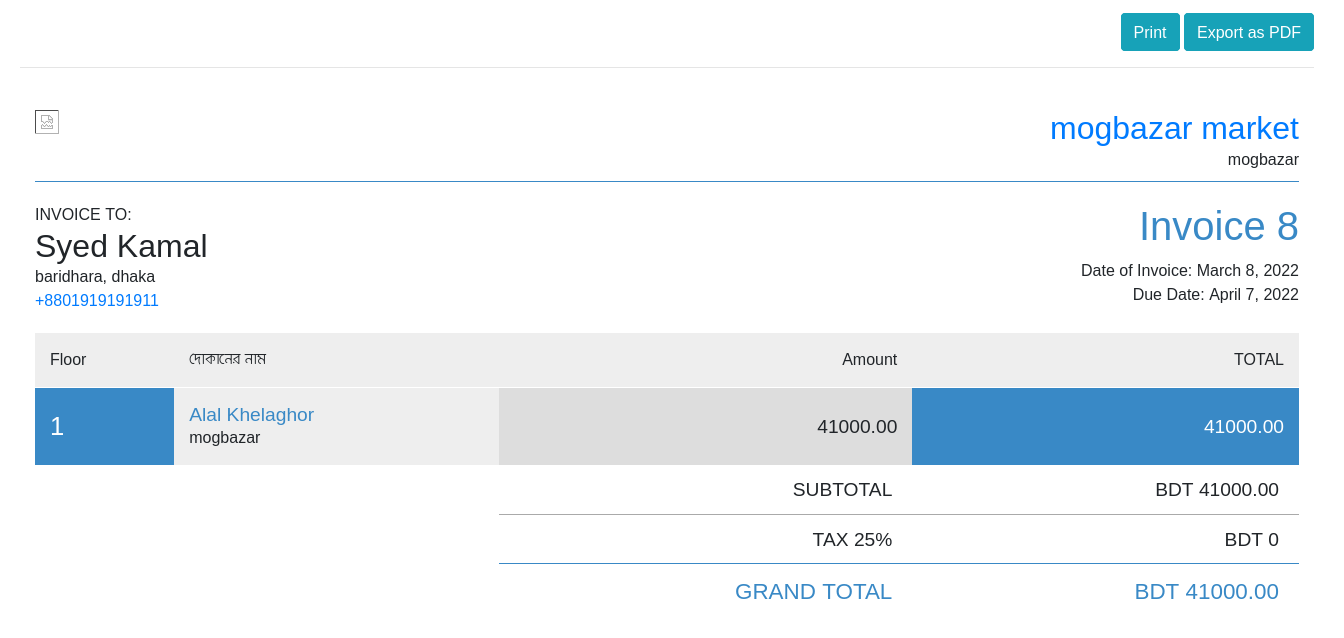 Print Export as PDF
mogbazar market
mogbazar
INVOICE TO:
Syed Kamal
baridhara, dhaka
+8801919191911
Invoice 8
Date of Invoice: March 8, 2022
Due Date: April 7, 2022
Floor দোকানের নাম Amount TOTAL
1 Alal Khelaghor 41000.00 41000.00
mogbazar
SUBTOTAL BDT 41000.00
TAX 25% BDT 0
GRAND TOTAL BDT 41000.00